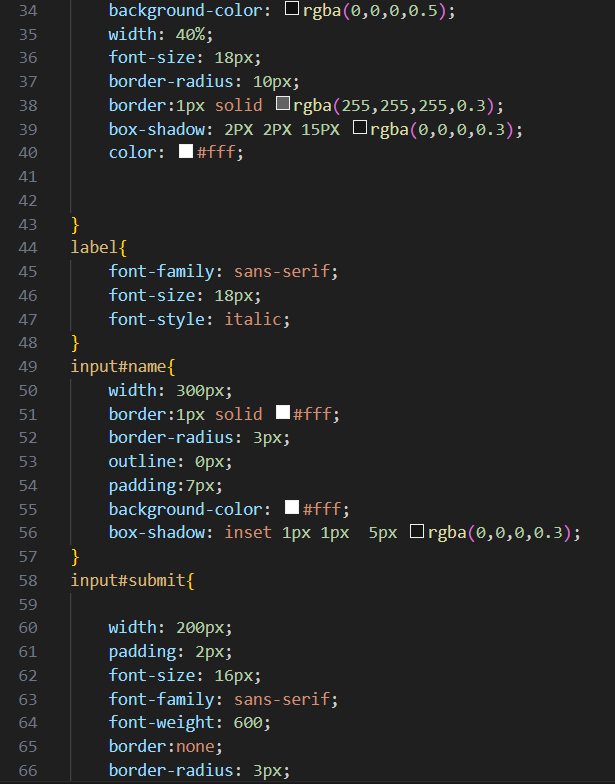 34 background-color: rgba(0,0,0,0.5);
35 width: 40%;
36 font-size: 18px;
37 border-radius: 10px;
38 border:1px solid rgba(255,255,255,0.3);
39 box-shadow: 2PX 2PX 15PX rgba(0,0,0,0.3);
40 color: #fff;
41
42
43 }
44 label{
45 font-family: sans-serif;
46 font-size: 18px;
47 font-style: italic;
48 }
49 input#name{
50 width: 300px;
51 border:1px solid #fff;
52 border-radius: 3px;
53 outline: 0px;
54 padding:7px;
55 background-color: #fff;
56 box-shadow: inset 1px 1px  5px rgba(0,0,0,0.3);
57 }
58 input#submit{
59
60 width: 200px;
61 padding: 2px;
62 font-size: 16px;
63 font-family: sans-serif;
64 font-weight: 600;
65 border:none;
66 border-radius: 3px;